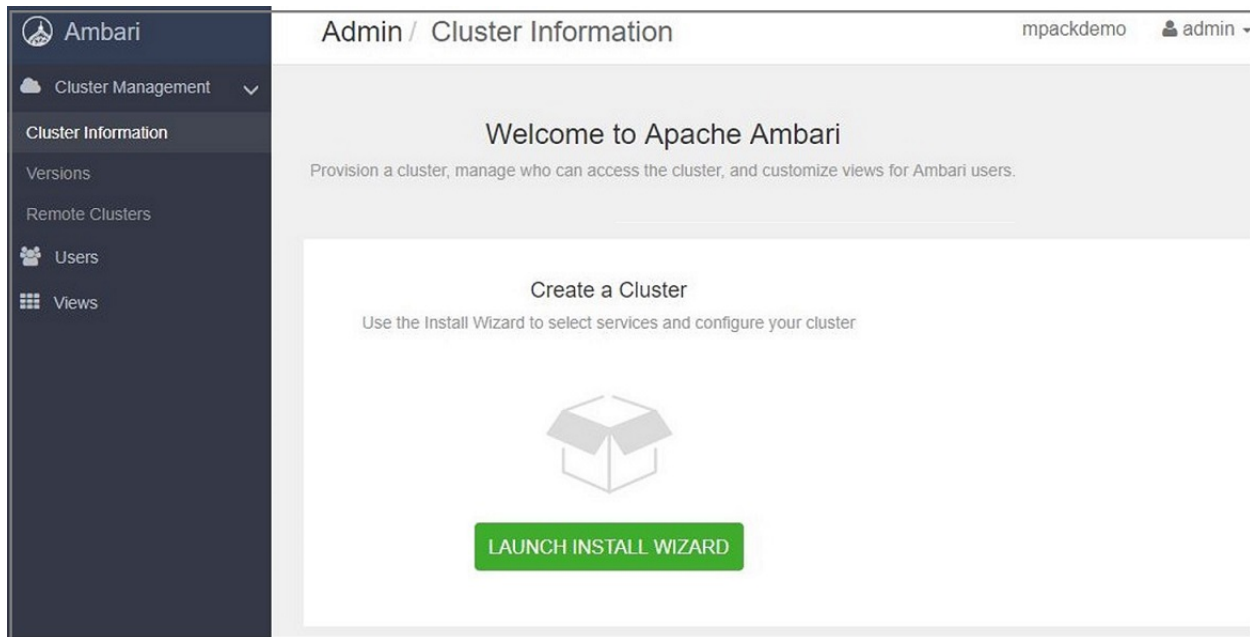 Ambari
Admin / Cluster Information
mpackdemo
admin
Cluster Management
Cluster Information
Versions
Remote Clusters
Users
Views
Welcome to Apache Ambari
Provision a cluster, manage who can access the cluster, and customize views for Ambari users.
Create a Cluster
Use the Install Wizard to select services and configure your cluster
LAUNCH INSTALL WIZARD